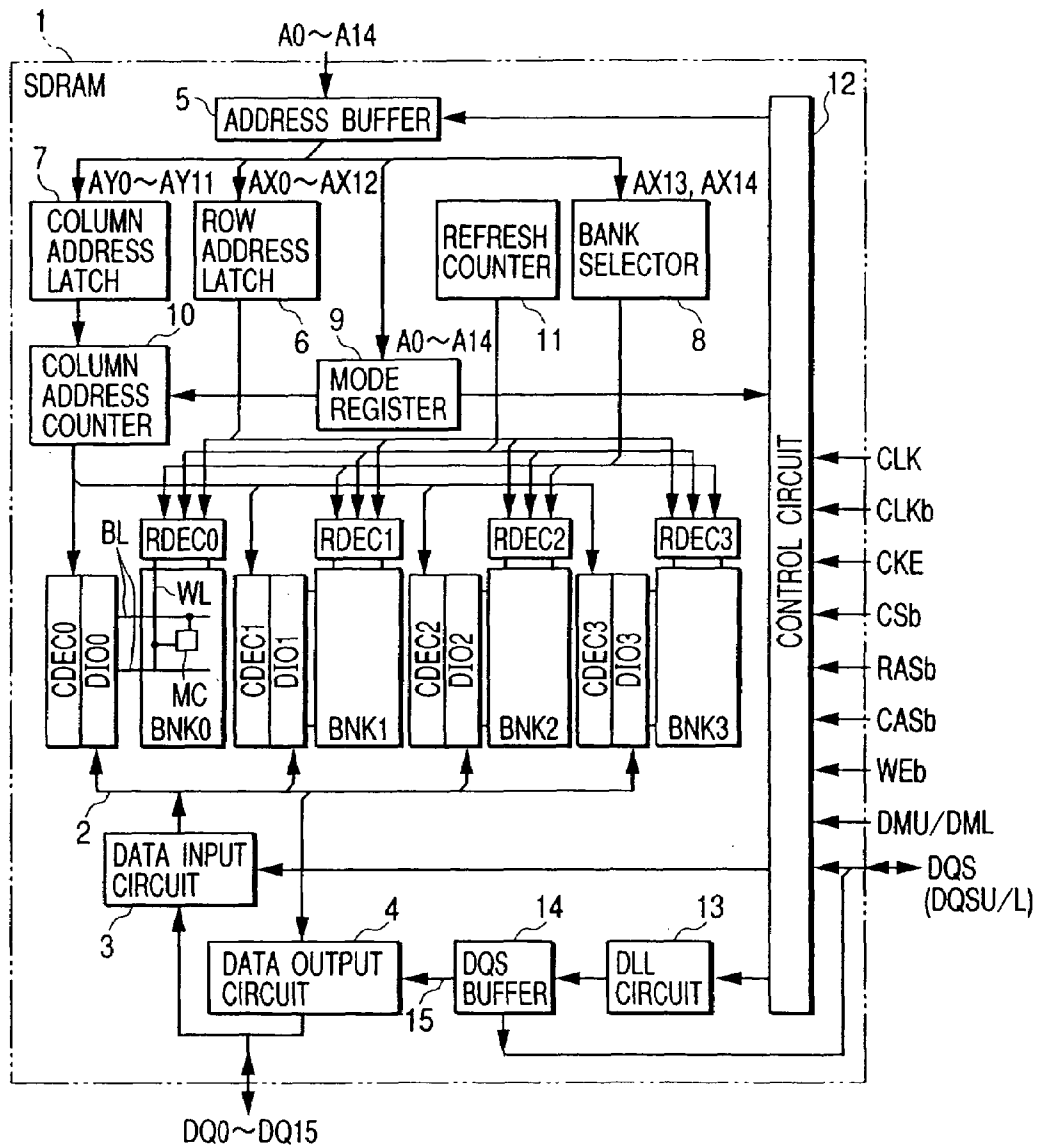 1
A0～A14
SDRAM
5
ADDRESS BUFFER
12
7
AY0～AY11
AX0～AX12
AX13, AX14
COLUMN
ADDRESS
LATCH
ROW
ADDRESS
LATCH
REFRESH
COUNTER
BANK
SELECTOR
10
6
9
A0～A14
11
8
COLUMN
ADDRESS
COUNTER
MODE
REGISTER
CONTROL CIRCUIT
CLK
CLKb
CKE
CSb
RASb
CASb
WEb
DMU/DML
DQS
(DQSU/L)
BL
RDEC0
RDEC1
RDEC2
RDEC3
WL
CDEC0
DIO0
MC
BNK0
CDEC1
DIO1
BNK1
CDEC2
DIO2
BNK2
CDEC3
DIO3
BNK3
2
DATA INPUT
CIRCUIT
3
4
14
13
DATA OUTPUT
CIRCUIT
15
DQS
BUFFER
DLL
CIRCUIT
DQ0～DQ15